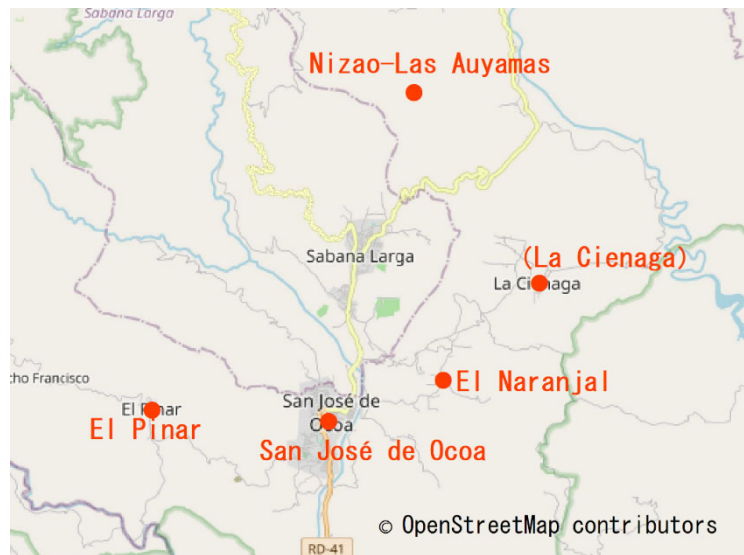 Sabana Larga
Nizao-Las Auyamas
Sabana Larga
(La Cienaga)
La Cienaga
El Naranjal
cho Francisco
El Pinar
El Pinar
San José de
Ocoa
San José de Ocoa
© OpenStreetMap contributors
RD-41